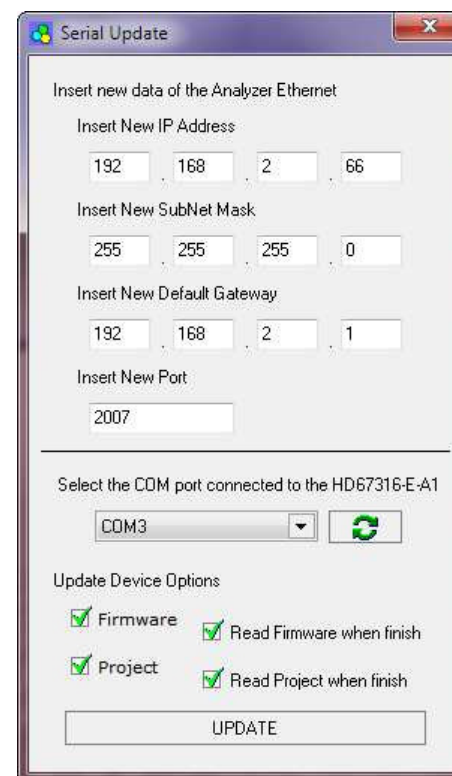 Serial Update
Insert new data of the Analyzer Ethernet
Insert New IP Address
192 . 168 . 2 . 66
Insert New SubNet Mask
255 . 255 . 255 . 0
Insert New Default Gateway
192 . 168 . 2 . 1
Insert New Port
2007
Select the COM port connected to the HD67316-E-A1
COM3
Update Device Options
Firmware
Read Firmware when finish
Project
Read Project when finish
UPDATE